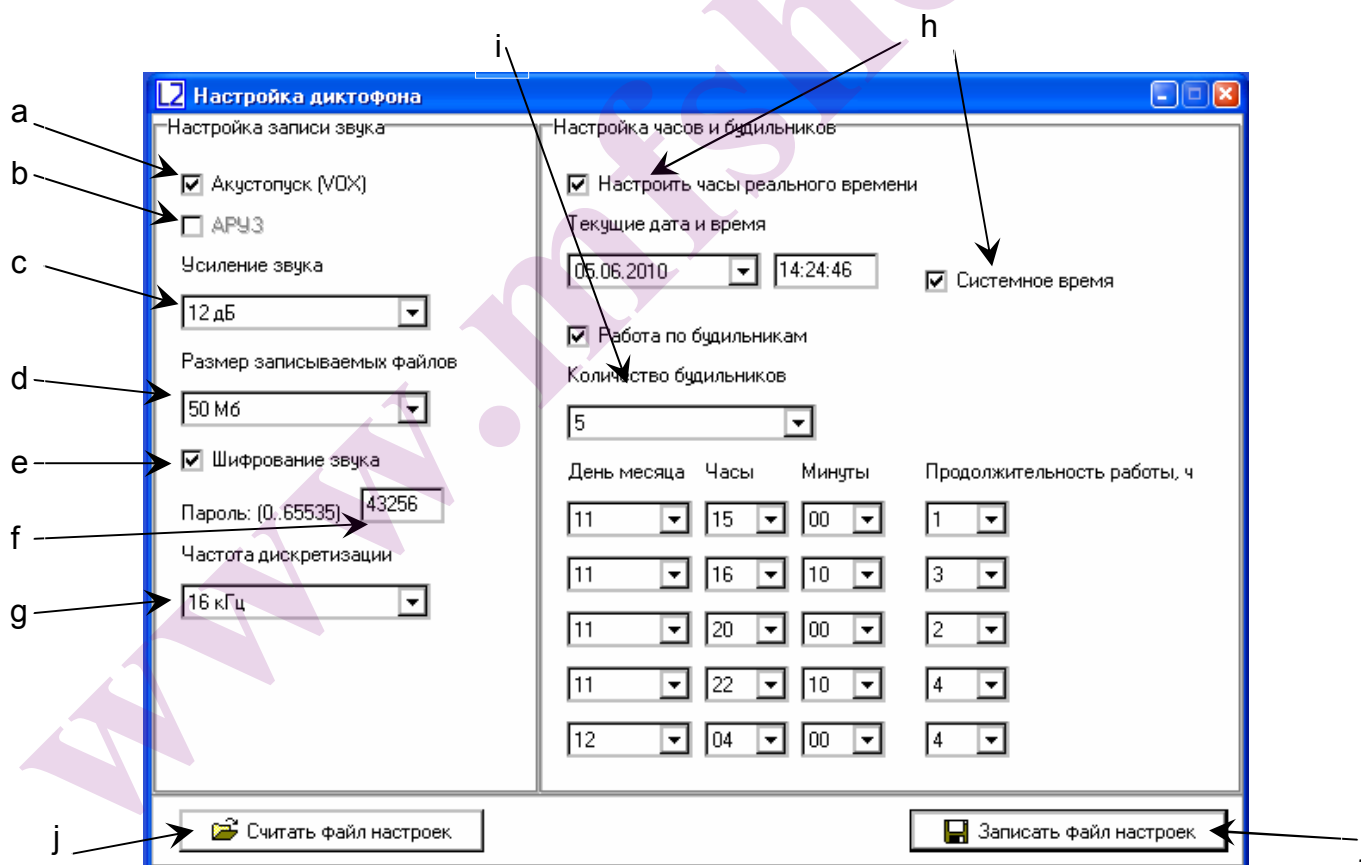 i
h
a
b
c
d
e
f
g
j
Настройка диктофона
Настройка записи звука
Акустопуск (VOX)
АРУЗ
Усиление звука
12 дБ
Размер записываемых файлов
50 Мб
Шифрование звука
Пароль: (0..65535)
43256
Частота дискретизации
16 кГц
Настройка часов и будильников
Настроить часы реального времени
Текущие дата и время
05.06.2010 14:24:46
Системное время
Работа по будильникам
Количество будильников
5
День месяца Часы Минуты Продолжительность работы, ч
11 15 00 1
11 16 10 3
11 20 00 2
11 22 10 4
12 04 00 4
Считать файл настроек
Записать файл настроек